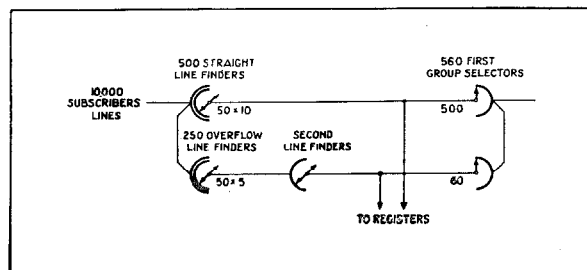 500 STRAIGHT
LINE FINDERS
560 FIRST
GROUP SELECTORS
10,000
SUBSCRIBERS
LINES
50 × 10
500
250 OVERFLOW
LINE FINDERS
SECOND
LINE FINDERS
50 × 5
60
TO REGISTERS